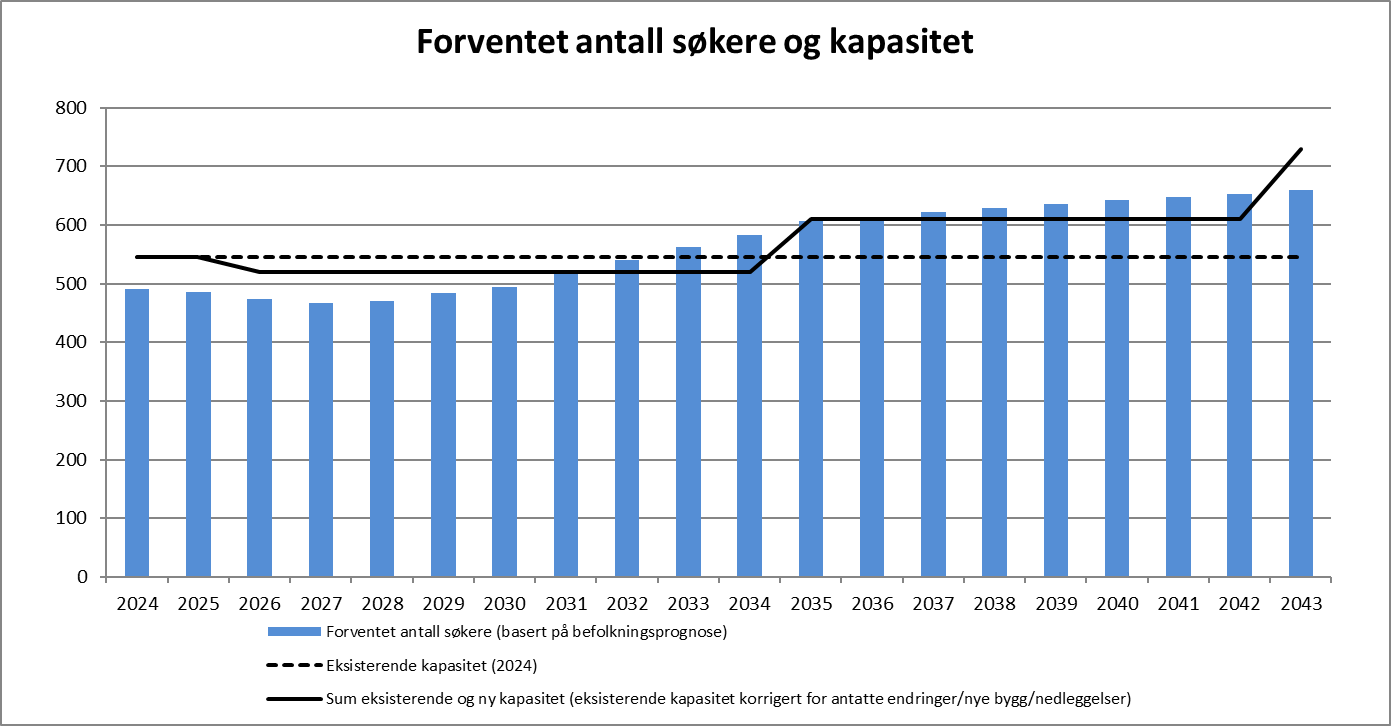 Forventet antall søkere og kapasitet
800
700
600
500
400
300
200
100
0
2024 2025 2026 2027 2028 2029 2030 2031 2032 2033 2034 2035 2036 2037 2038 2039 2040 2041 2042 2043
Forventet antall søkere (basert på befolkningsprognose)
Eksisterende kapasitet (2024)
Sum eksisterende og ny kapasitet (eksisterende kapasitet korrigert for antatte endringer/nye bygg/nedleggelser)